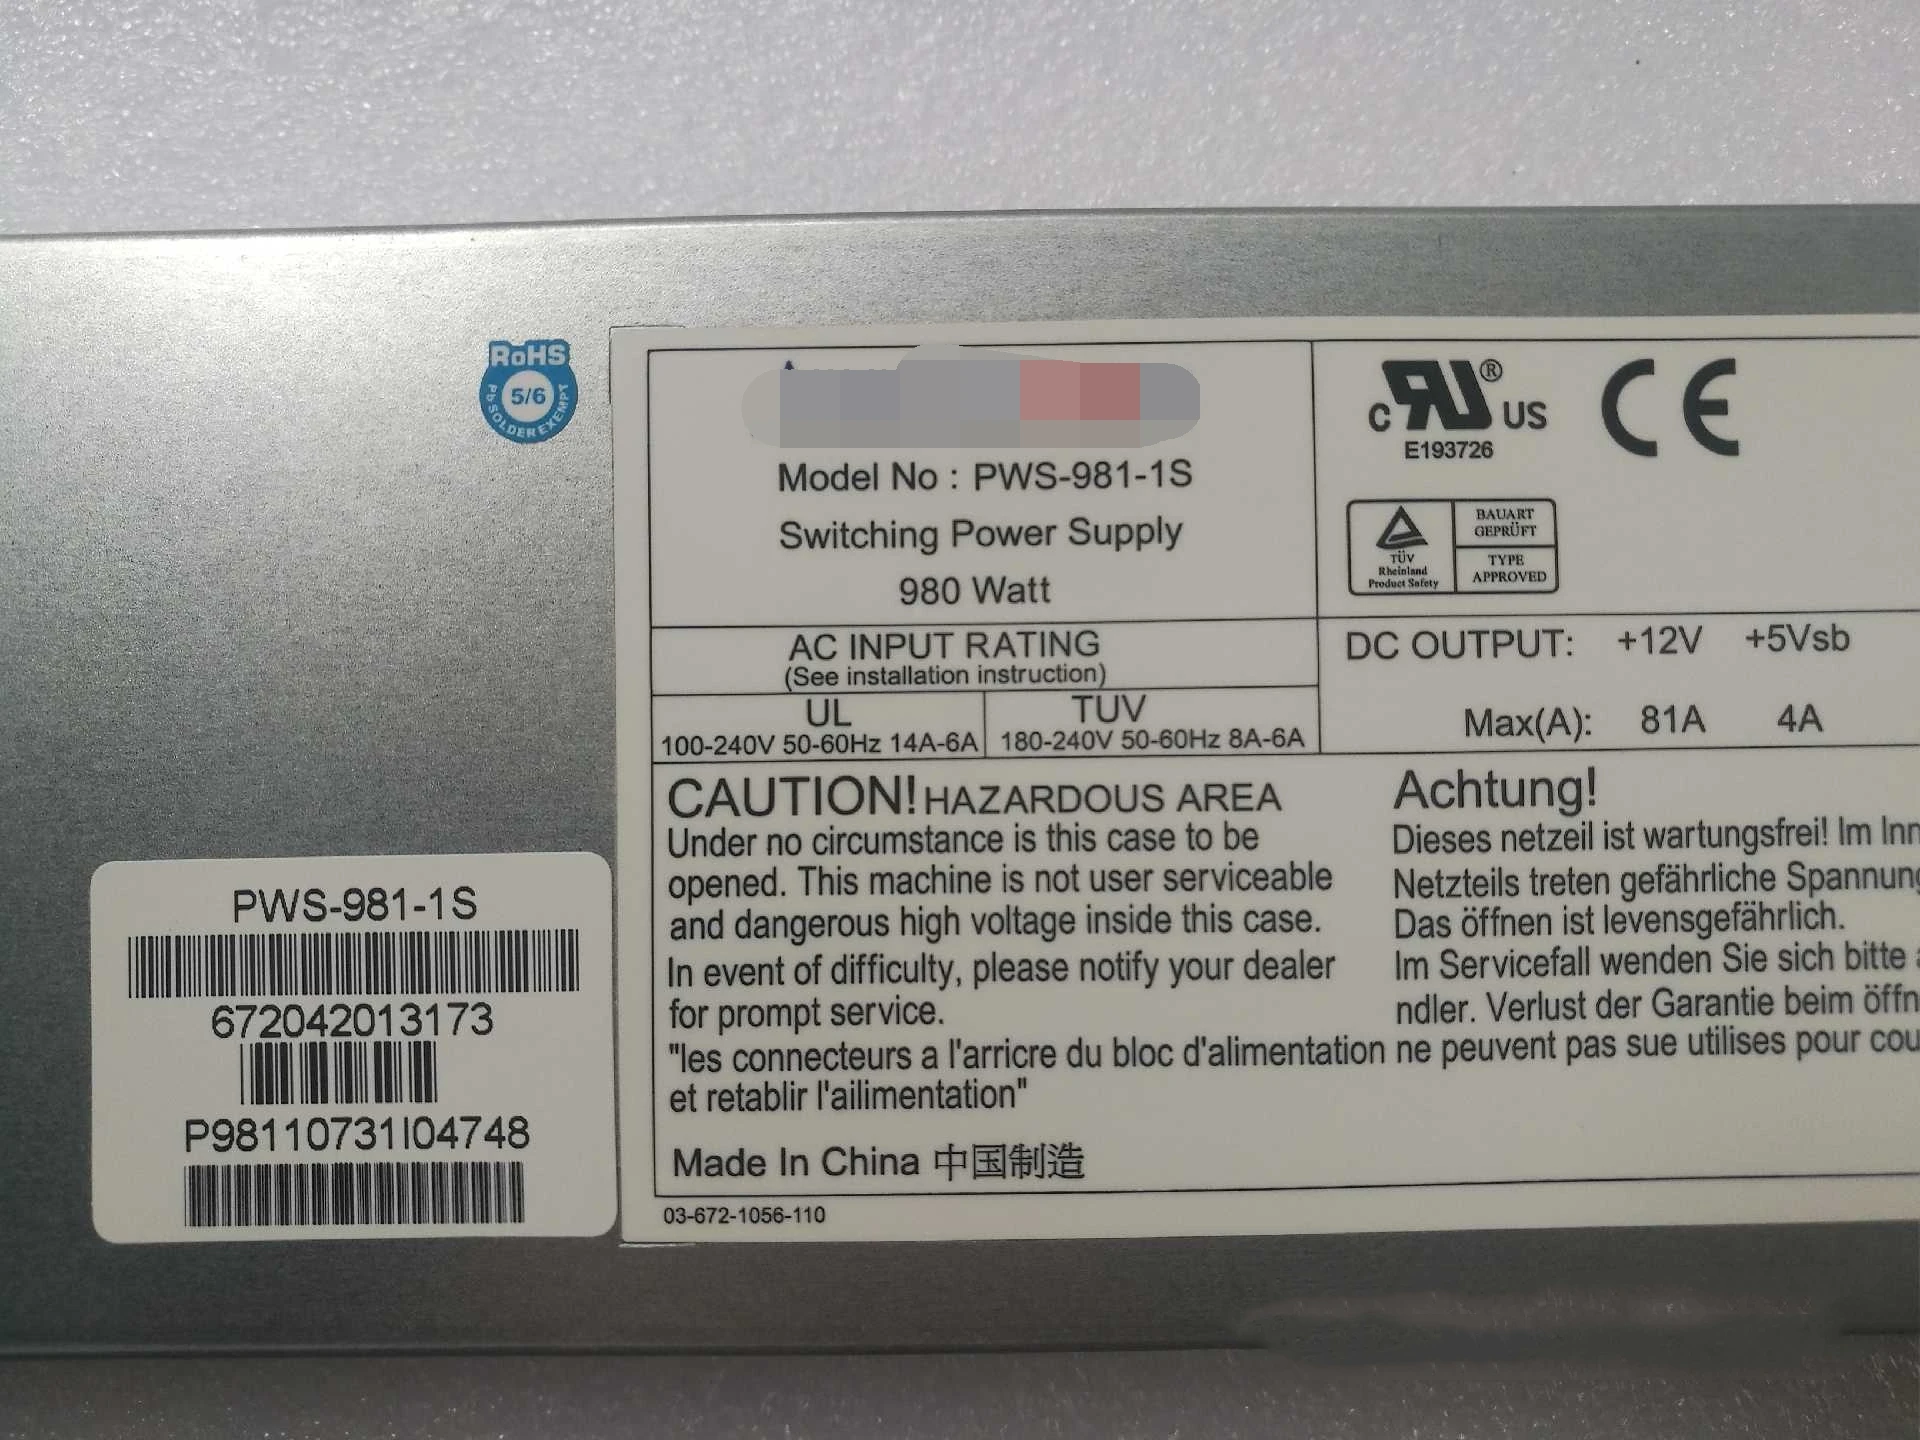 RoHS
5/6
Pb SOLDER EXEMPT
Model No : PWS-981-1S
Switching Power Supply
980 Watt
c RU ® US
E193726
CE
TÜV
Rheinland
Product Safety
BAUART
GEPRÜFT
TYPE
APPROVED
AC INPUT RATING
(See installation instruction)
UL
100-240V 50-60Hz 14A-6A
TUV
180-240V 50-60Hz 8A-6A
DC OUTPUT: +12V +5Vsb
Max(A): 81A 4A
CAUTION! HAZARDOUS AREA
Under no circumstance is this case to be
opened. This machine is not user serviceable
and dangerous high voltage inside this case.
In event of difficulty, please notify your dealer
for prompt service.
Achtung!
Dieses netzeil ist wartungsfrei! Im Inn
Netzteils treten gefährliche Spannung
Das öffnen ist levensgefährlich.
Im Servicefall wenden Sie sich bitte a
ndler. Verlust der Garantie beim öffn
"les connecteurs a l'arricre du bloc d'alimentation ne peuvent pas sue utilises pour cou
et retablir l'ailimentation"
Made In China 中国制造
03-672-1056-110
PWS-981-1S
672042013173
P98110731I04748